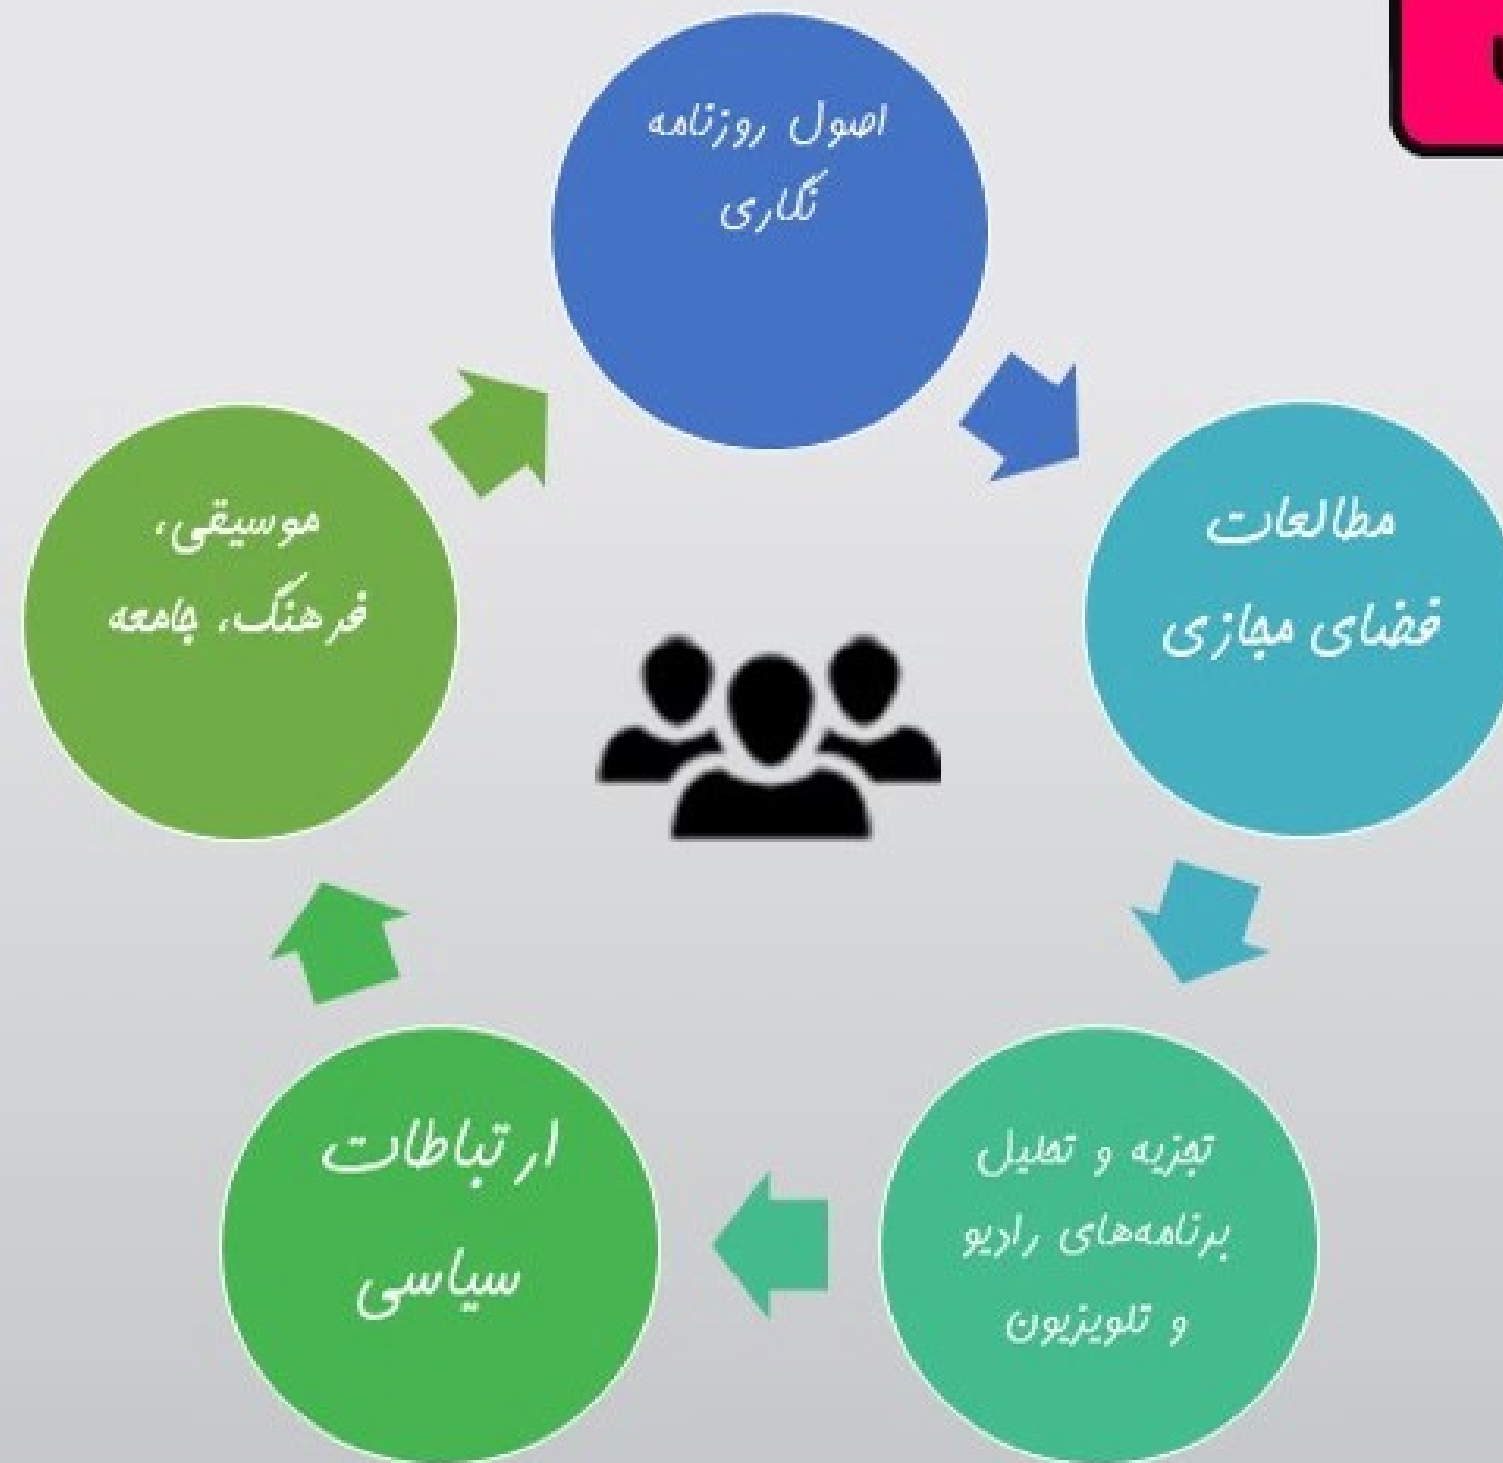 اصول روزنامه
نگاری
مطالعات
فضای مجازی
تجزیه و تحلیل
برنامه‌های رادیو
و تلویزیون
ارتباطات
سیاسی
موسیقی،
فرهنگ، جامعه